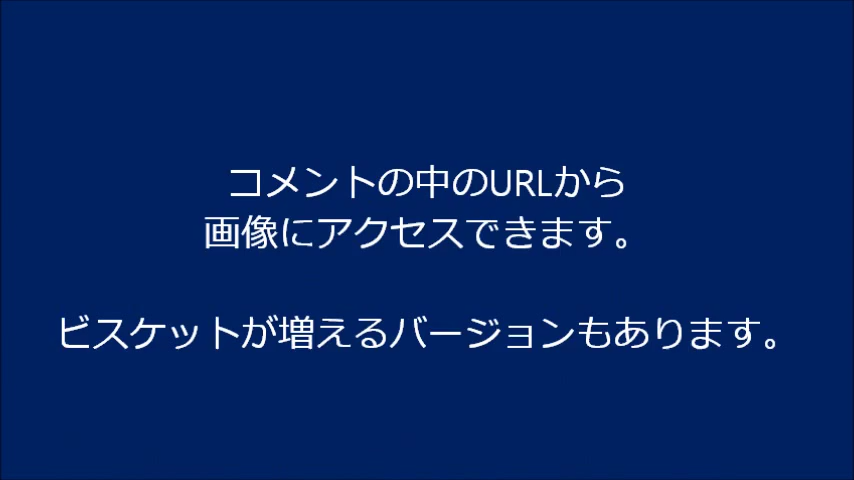 コメントの中のURLから
画像にアクセスできます。
ビスケットが増えるバージョンもあります。